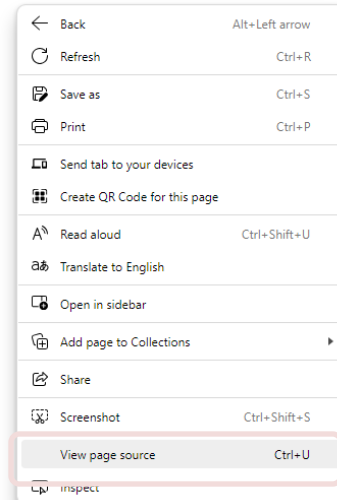 Back Alt+Left arrow
Refresh Ctrl+R
Save as Ctrl+S
Print Ctrl+P
Send tab to your devices
Create QR Code for this page
Read aloud Ctrl+Shift+U
Translate to English
Open in sidebar
Add page to Collections
Share
Screenshot Ctrl+Shift+S
View page source Ctrl+U
Inspect